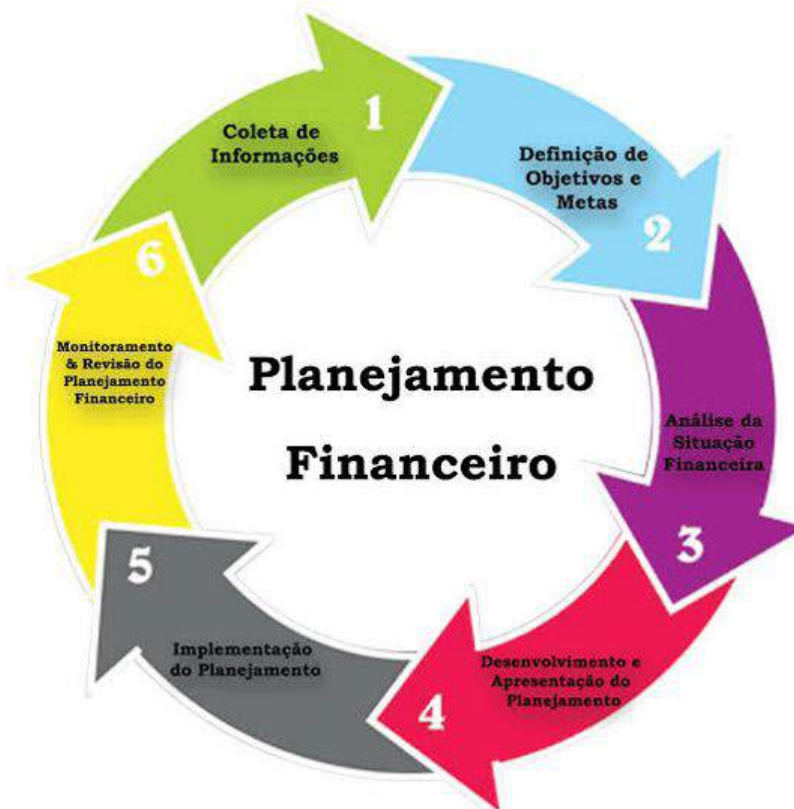 1
Coleta de
Informações
2
Definição de
Objetivos e
Metas
3
Análise da
Situação
Financeira
4
Desenvolvimento e
Apresentação do
Planejamento
5
Implementação
do Planejamento
6
Monitoramento
& Revisão do
Planejamento
Financeiro
Planejamento
Financeiro